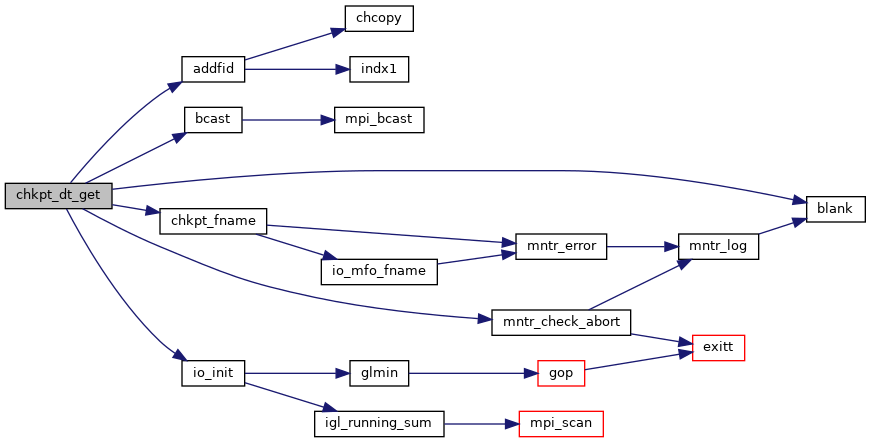 chcopy
addfid
indx1
bcast
mpi_bcast
chkpt_dt_get
blank
chkpt_fname
mntr_error
mntr_log
io_mfo_fname
mntr_check_abort
exitt
io_init
glmin
gop
igl_running_sum
mpi_scan